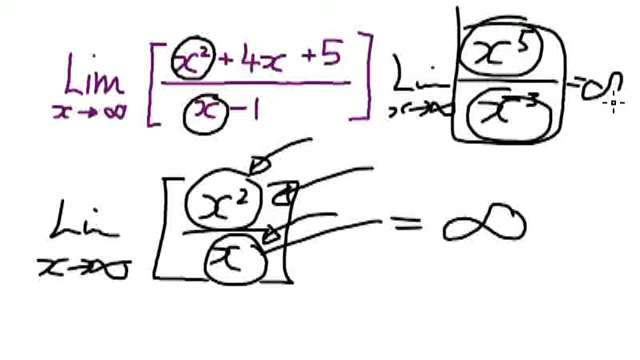 Lim x→∞ [ x² + 4x + 5 / x - 1 ]
Lim x→∞ x⁵ / x³ = ∞
Lim x→∞ [ x² / x ] = ∞